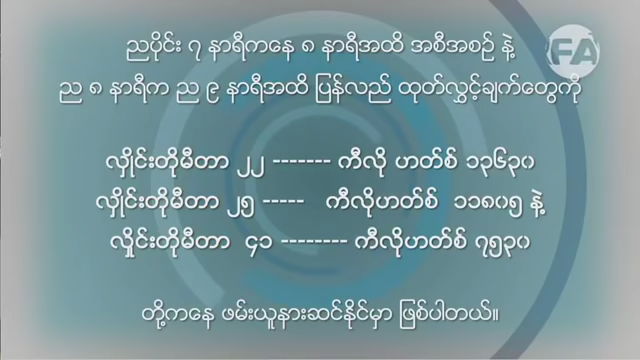 ညပိုင်း ၇ နာရီကနေ ၈ နာရီအထိ အစီအစဉ် နဲ့
ည ၈ နာရီက ည ၉ နာရီအထိ ပြန်လည် ထုတ်လွှင့်ချက်တွေကို
လှိုင်းတိုမီတာ ၂၂ ------- ကီလို ဟတ်စ် ၁၃၆၃၀
လှိုင်းတိုမီတာ ၂၅ ----- ကီလိုဟတ်စ် ၁၁၈၀၅ နဲ့
လှိုင်းတိုမီတာ ၄၁ -------- ကီလိုဟတ်စ် ၇၅၃၀
တို့ကနေ ဖမ်းယူနားဆင်နိုင်မှာ ဖြစ်ပါတယ်။
FA